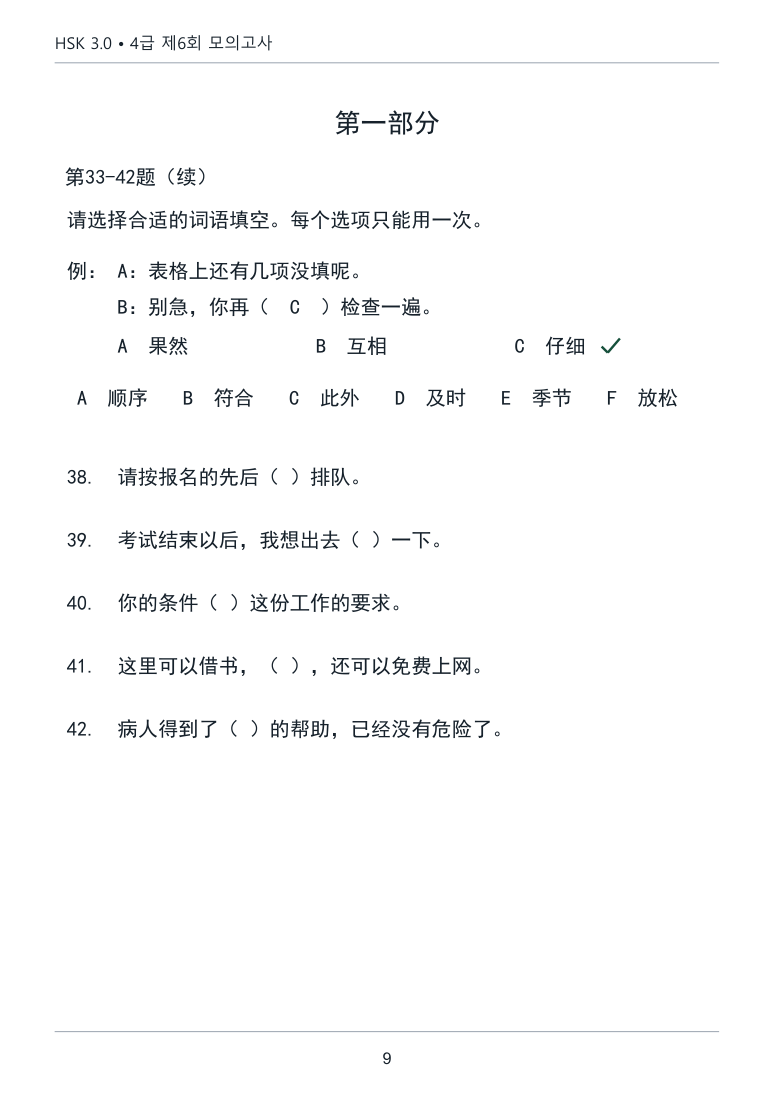 HSK 3.0 • 4급 제6회 모의고사
第一部分
第33-42题（续）
请选择合适的词语填空。每个选项只能用一次。
例： A：表格上还有几项没填呢。
B：别急，你再（ C ）检查一遍。
A 果然 B 互相 C 仔细 ✓
A 顺序 B 符合 C 此外 D 及时 E 季节 F 放松
38. 请按报名的先后（ ）排队。
39. 考试结束以后，我想出去（ ）一下。
40. 你的条件（ ）这份工作的要求。
41. 这里可以借书，（ ），还可以免费上网。
42. 病人得到了（ ）的帮助，已经没有危险了。
9